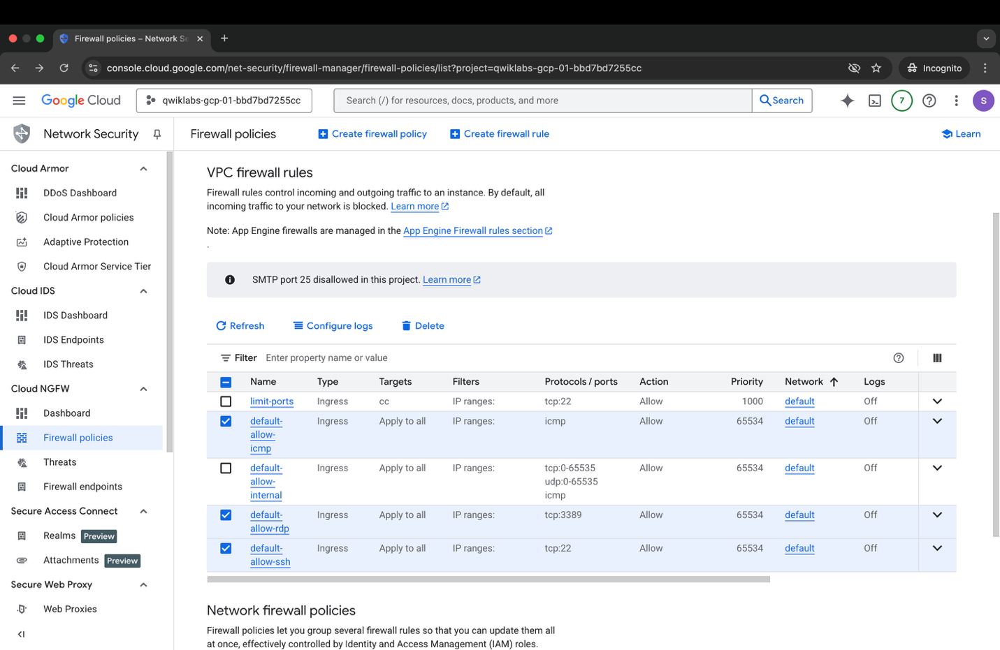 Firewall policies – Network Se
console.cloud.google.com/net-security/firewall-manager/firewall-policies/list?project=qwiklabs-gcp-01-bbd7bd7255cc
Incognito
Google Cloud
qwiklabs-gcp-01-bbd7bd7255cc
Search (/) for resources, docs, products, and more
Search
7
S
Network Security
Firewall policies
Create firewall policy
Create firewall rule
Learn
Cloud Armor
DDoS Dashboard
Cloud Armor policies
Adaptive Protection
Cloud Armor Service Tier
Cloud IDS
IDS Dashboard
IDS Endpoints
IDS Threats
Cloud NGFW
Dashboard
Firewall policies
Threats
Firewall endpoints
Secure Access Connect
Realms Preview
Attachments Preview
Secure Web Proxy
Web Proxies
VPC firewall rules
Firewall rules control incoming and outgoing traffic to an instance. By default, all
incoming traffic to your network is blocked. Learn more
Note: App Engine firewalls are managed in the App Engine Firewall rules section
.
SMTP port 25 disallowed in this project. Learn more
Refresh Configure logs Delete
Filter Enter property name or value
Name Type Targets Filters Protocols / ports Action Priority Network Logs
limit-ports Ingress cc IP ranges: tcp:22 Allow 1000 default Off
default- Ingress Apply to all IP ranges: icmp Allow 65534 default Off
allow-
icmp
default- Ingress Apply to all IP ranges: tcp:0-65535 Allow 65534 default Off
allow- udp:0-65535
internal icmp
default- Ingress Apply to all IP ranges: tcp:3389 Allow 65534 default Off
allow-rdp
default- Ingress Apply to all IP ranges: tcp:22 Allow 65534 default Off
allow-ssh
Network firewall policies
Firewall policies let you group several firewall rules so that you can update them all
at once, effectively controlled by Identity and Access Management (IAM) roles.